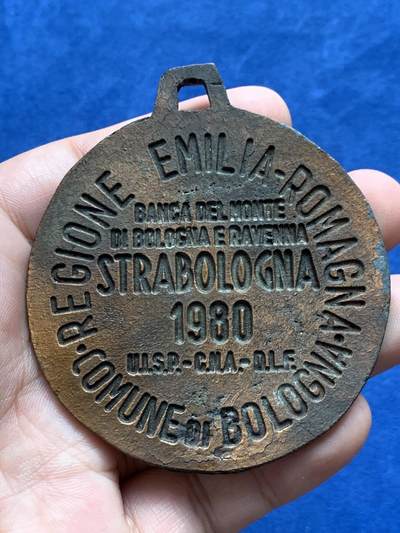 REGIONE EMILIA-ROMAGNA
BANCA DEL MONTE
DI BOLOGNA E RAVENNA
STRABOLOGNA
1980
U.I.S.P.-C.N.A.-D.L.F.
·COMUNE DI BOLOGNA·